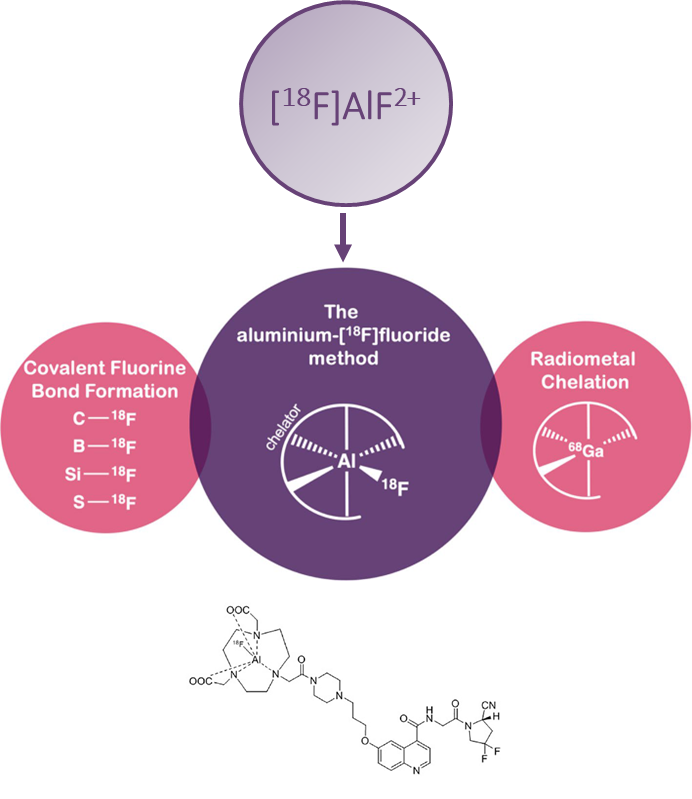 [¹⁸F]AlF²⁺
The
aluminium-[¹⁸F]fluoride
method
chelator
Al
¹⁸F
Covalent Fluorine
Bond Formation
C—¹⁸F
B—¹⁸F
Si—¹⁸F
S—¹⁸F
Radiometal
Chelation
⁶⁸Ga
OOC
N
¹⁸F
Al
OOC
N
N
O
N
N
O
O
H
N
O
N
CN
H
F
F
N